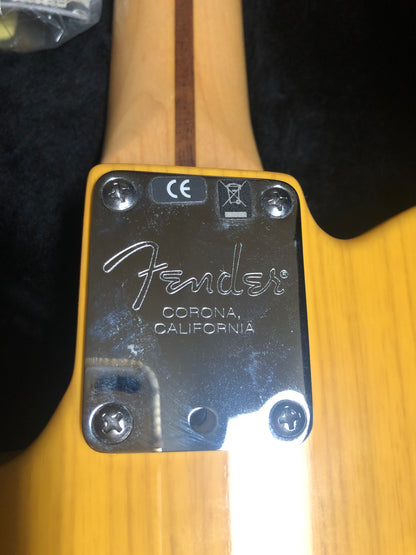 CE
Fender®
CORONA,
CALIFORNIA